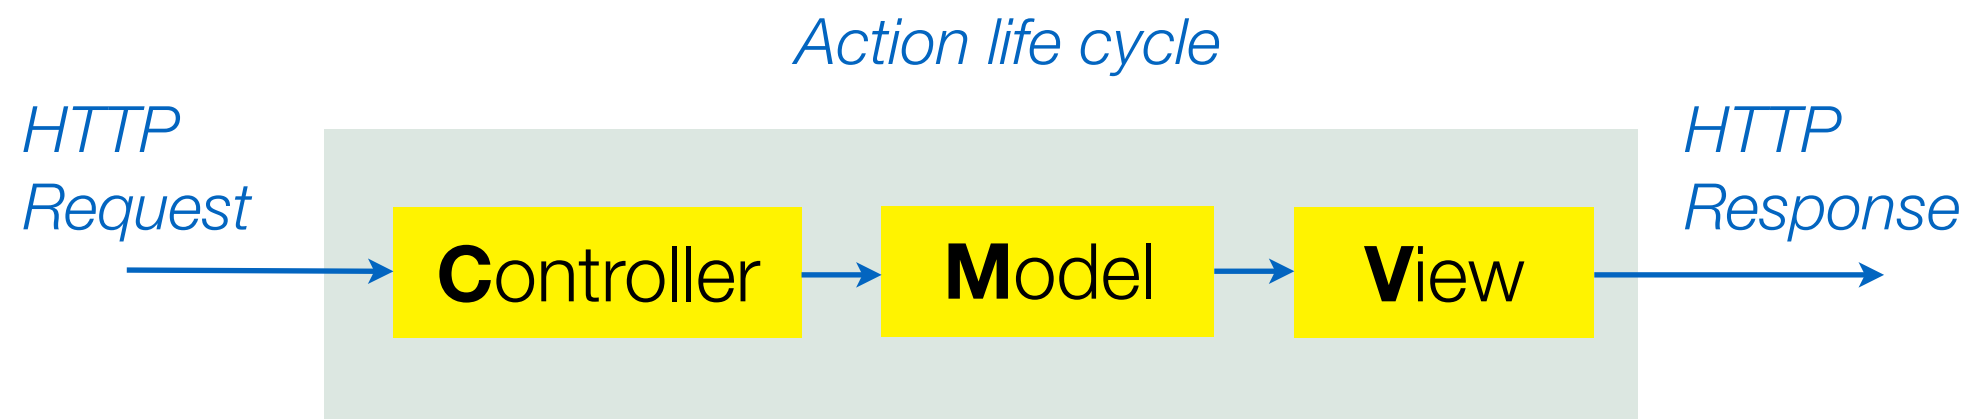 Action life cycle
HTTP
Request
HTTP
Response
Controller
Model
View